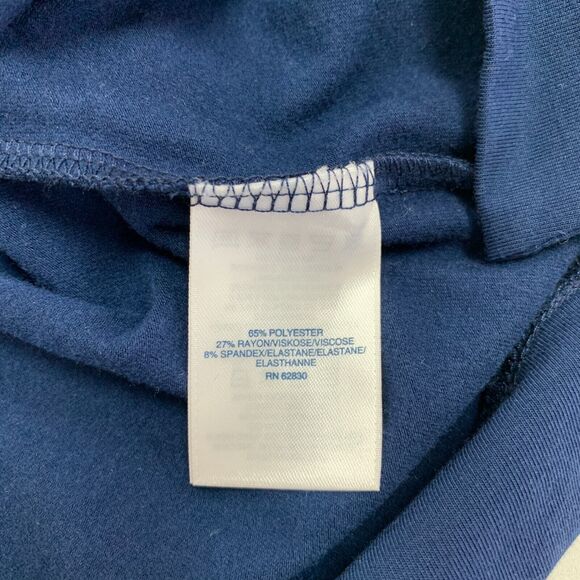 65% POLYESTER
27% RAYON/VISKOSE/VISCOSE
8% SPANDEX/ELASTANE/ELASTANE/
ELASTHANNE
RN 62830